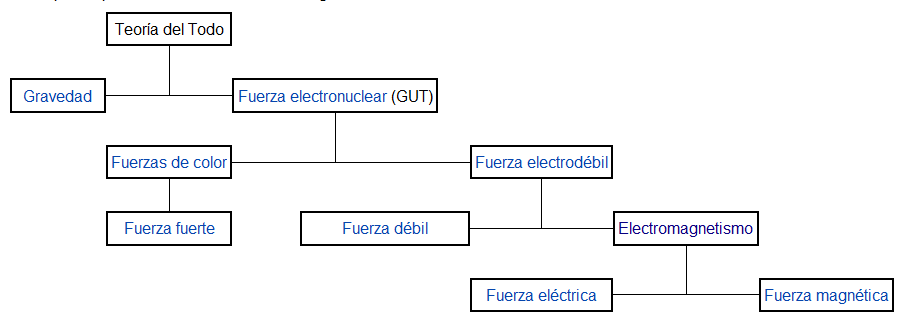 Teoría del Todo
Gravedad
Fuerza electronuclear (GUT)
Fuerzas de color
Fuerza electrodébil
Fuerza fuerte
Fuerza débil
Electromagnetismo
Fuerza eléctrica
Fuerza magnética